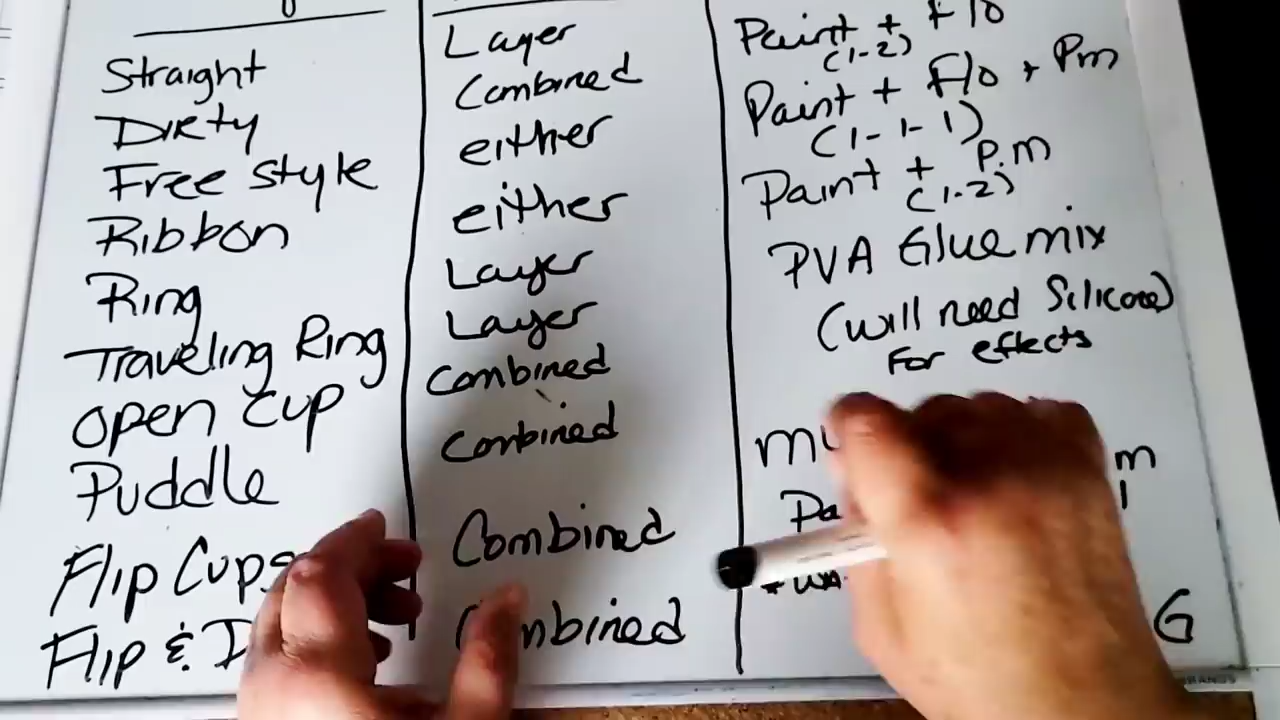 Straight
Dirty
Free style
Ribbon
Ring
Traveling Ring
open cup
Puddle
Flip Cups
Flip &
Layer
Combined
either
either
Layer
Layer
Combined
Combined
Combined
Combined
Paint + Flo
(1-2)
Paint + Flo + Pm
(1-1-1)
Paint + P.M
(1-2)
PVA Glue mix
(will need Silicone)
For effects
G